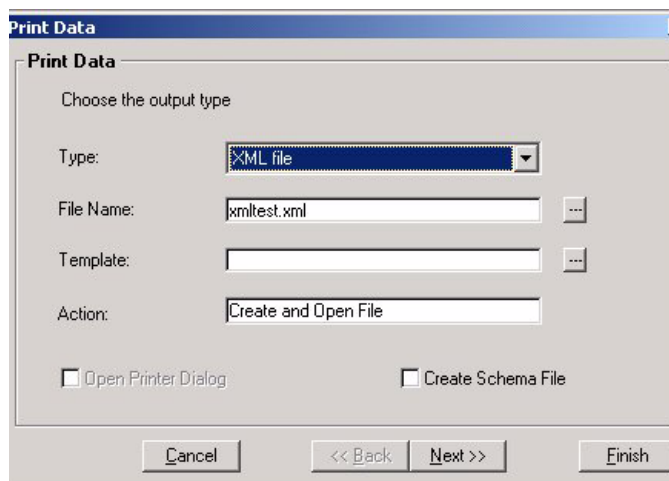 Print Data
Print Data
Choose the output type
Type: XML file
File Name: xmltest.xml ...
Template: ...
Action: Create and Open File
Open Printer Dialog Create Schema File
Cancel << Back Next >> Finish